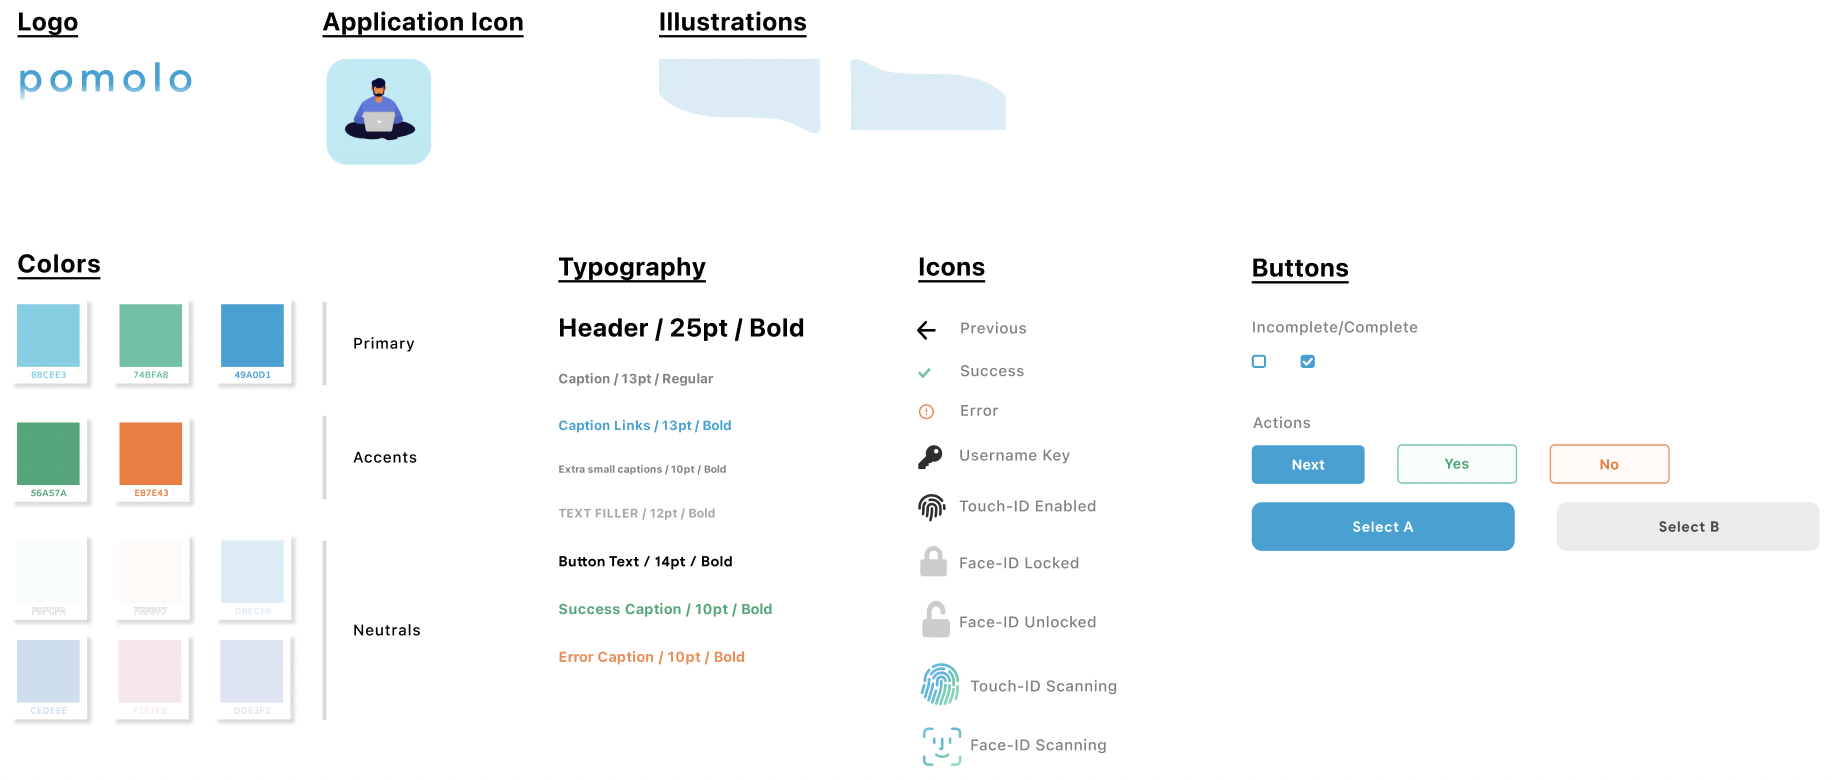 Logo
Application Icon
Illustrations
pomolo
Colors
88CEE3
74BFA8
49A0D1
Primary
56A57A
E87E43
Accents
CEDEEE
F5E7EB
DDE3F2
Neutrals
Typography
Header / 25pt / Bold
Caption / 13pt / Regular
Caption Links / 13pt / Bold
Extra small captions / 10pt / Bold
TEXT FILLER / 12pt / Bold
Button Text / 14pt / Bold
Success Caption / 10pt / Bold
Error Caption / 10pt / Bold
Icons
Previous
Success
Error
Username Key
Touch-ID Enabled
Face-ID Locked
Face-ID Unlocked
Touch-ID Scanning
Face-ID Scanning
Buttons
Incomplete/Complete
Actions
Next
Yes
No
Select A
Select B